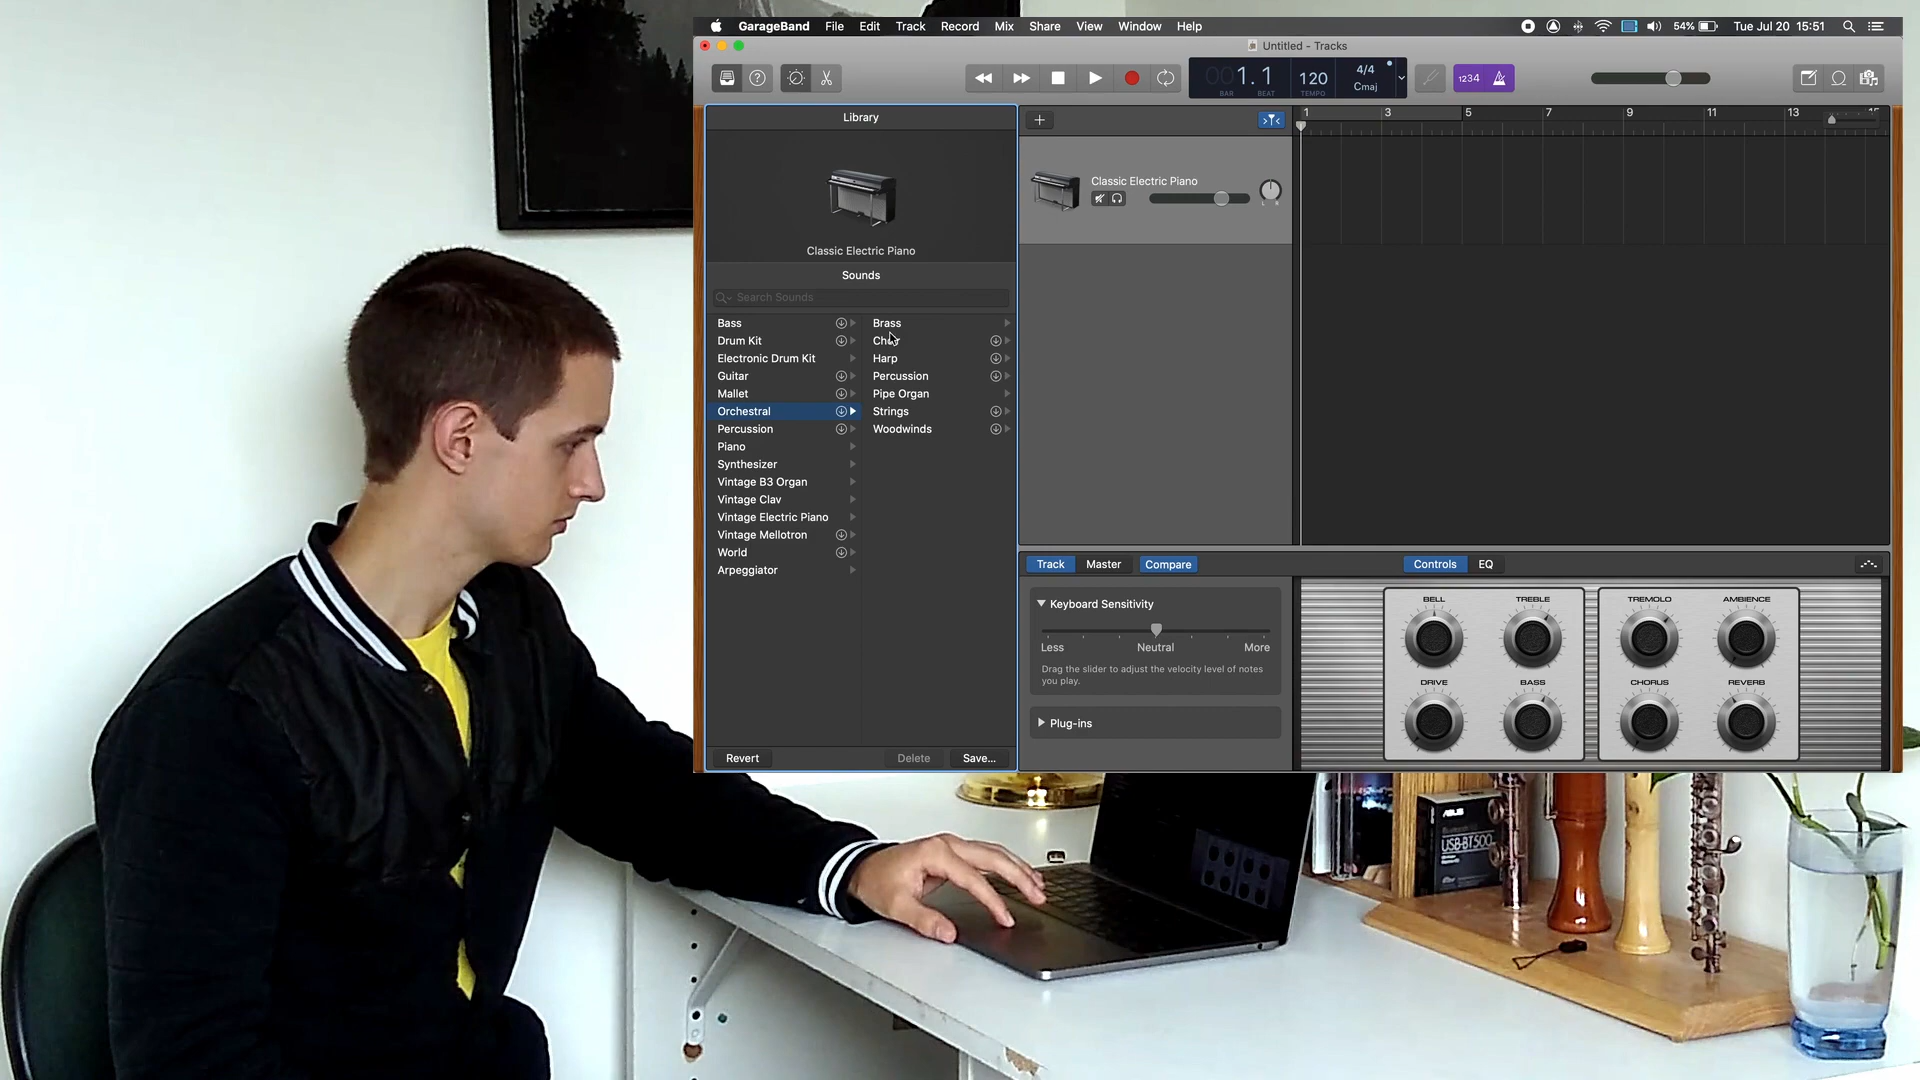 GarageBand File Edit Track Record Mix Share View Window Help 54% Tue Jul 20 15:51
Untitled - Tracks
001.1 120 4/4 Cmaj 1234
BAR BEAT TEMPO
Library
1 3 5 7 9 11 13 15
Classic Electric Piano
Classic Electric Piano
L R
Sounds
Search Sounds
Bass
Drum Kit
Electronic Drum Kit
Guitar
Mallet
Orchestral
Percussion
Piano
Synthesizer
Vintage B3 Organ
Vintage Clav
Vintage Electric Piano
Vintage Mellotron
World
Arpeggiator
Brass
Harp
Percussion
Pipe Organ
Strings
Woodwinds
Revert Delete Save...
Track Master Compare Controls EQ
Keyboard Sensitivity
Less Neutral More
Drag the slider to adjust the velocity level of notes
you play.
Plug-ins
BELL TREBLE TREMOLO AMBIENCE
DRIVE BASS CHORUS REVERB
ASUS
USB-BT500